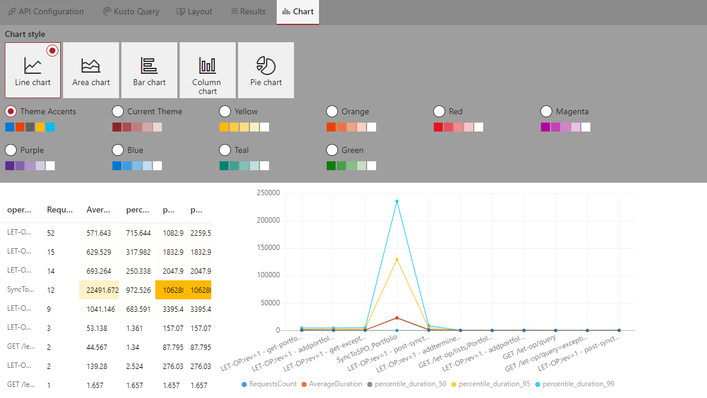 API Configuration Kusto Query Layout Results Chart
Chart style
Line chart Area chart Bar chart Column chart Pie chart
Theme Accents Current Theme Yellow Orange Red Magenta
Purple Blue Teal Green
oper... Requ... Aver... perc... p... p...
LET-O... 52 571.643 715.644 1082.9 2259.5
LET-O... 15 629.529 317.982 1832.9 1832.9
LET-O... 14 693.264 250.338 2047.9 2047.9
SyncTo... 12 22491.672 972.526 10628 10628
LET-O... 9 1041.146 683.591 3395.4 3395.4
LET-O... 3 53.138 1.361 157.07 157.07
GET /le... 2 44.567 1.34 87.795 87.795
LET-O... 2 139.28 2.524 276.03 276.03
GET /le... 1 1.657 1.657 1.657 1.657
250000
200000
150000
100000
50000
0
LET-OP;rev=1 - get-portfo...
LET-OP;rev=1 - addportfol...
LET-OP;rev=1 - get-except...
SyncToSPO_Portfolio
LET-OP;rev=1 - post-synct...
LET-OP;rev=1 - addtermine...
GET /let-op/lists/Portfol...
LET-OP;rev=1 - addportfol...
GET /let-op/query
GET /let-op/query=excepti...
LET-OP;rev=1 - post-synct...
RequestsCount AverageDuration percentile_duration_50 percentile_duration_95 percentile_duration_99